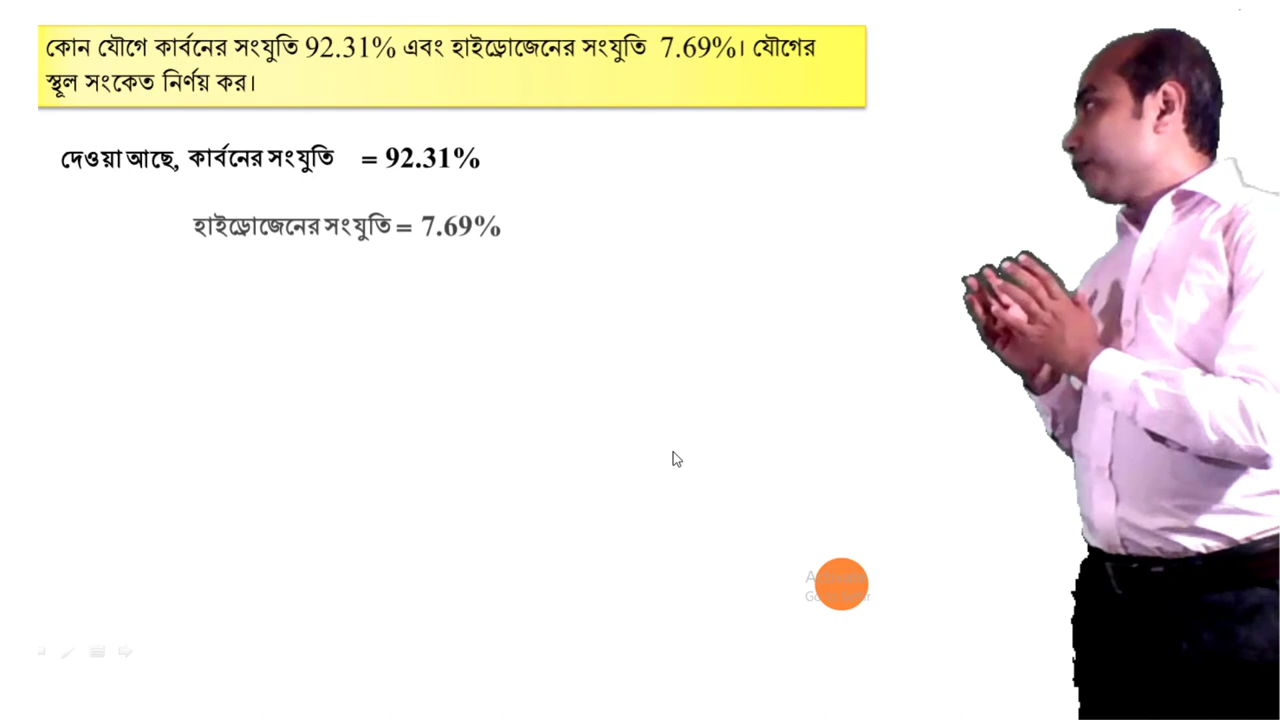 কোন যৌগে কার্বনের সংযুতি 92.31% এবং হাইড্রোজেনের সংযুতি 7.69%। যৌগের
স্থূল সংকেত নির্ণয় কর।
দেওয়া আছে, কার্বনের সংযুতি = 92.31%
হাইড্রোজেনের সংযুতি = 7.69%